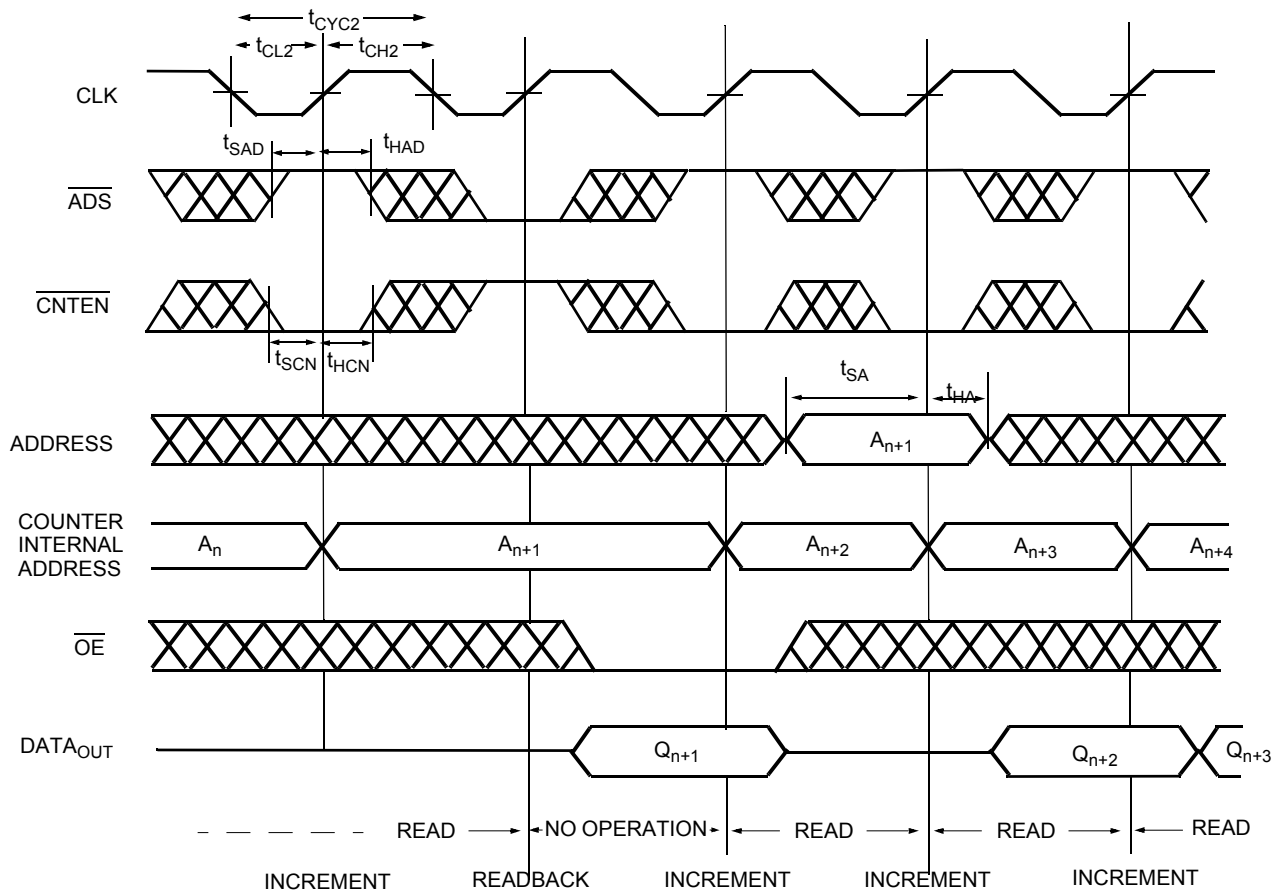 tCYC2
tCL2 tCH2
CLK
tSAD tHAD
ADS
CNTEN
tSCN tHCN
tSA
tHA
ADDRESS An+1
COUNTER
INTERNAL
ADDRESS
An An+1 An+2 An+3 An+4
OE
DATAOUT Qn+1 Qn+2 Qn+3
READ NO OPERATION READ READ READ
INCREMENT READBACK INCREMENT INCREMENT INCREMENT